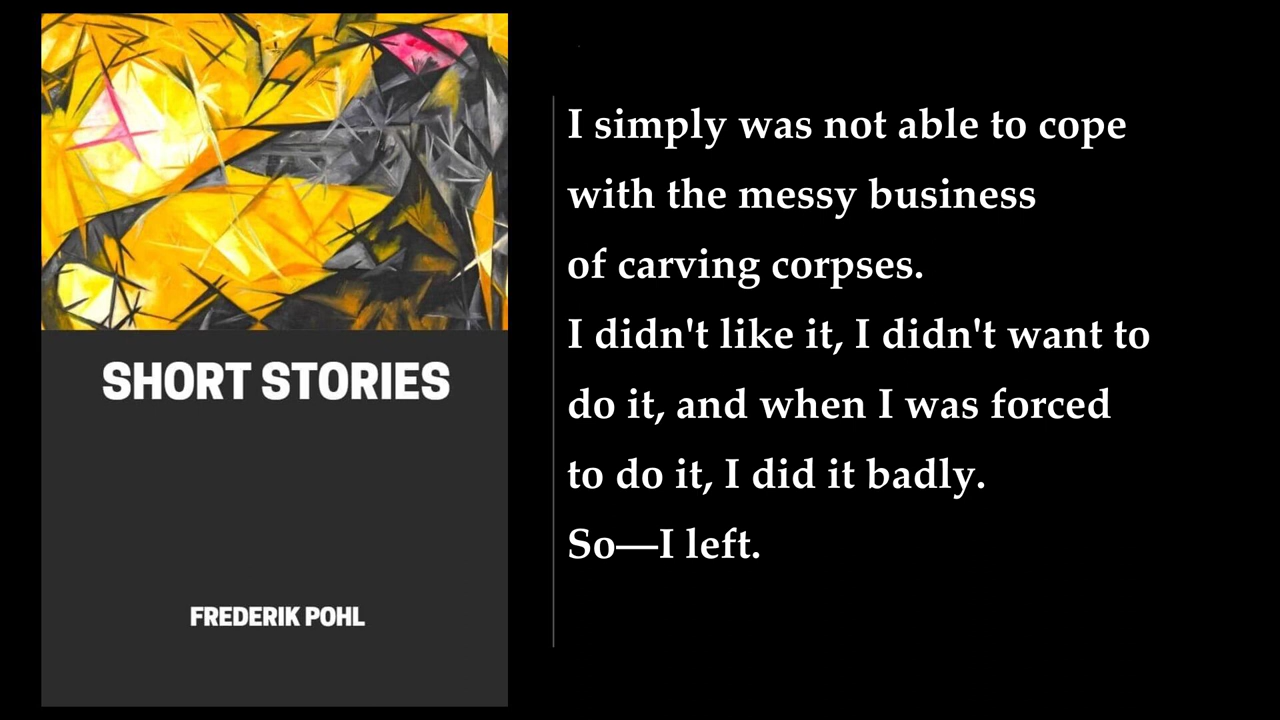 SHORT STORIES
FREDERIK POHL
I simply was not able to cope
with the messy business
of carving corpses.
I didn't like it, I didn't want to
do it, and when I was forced
to do it, I did it badly.
So—I left.